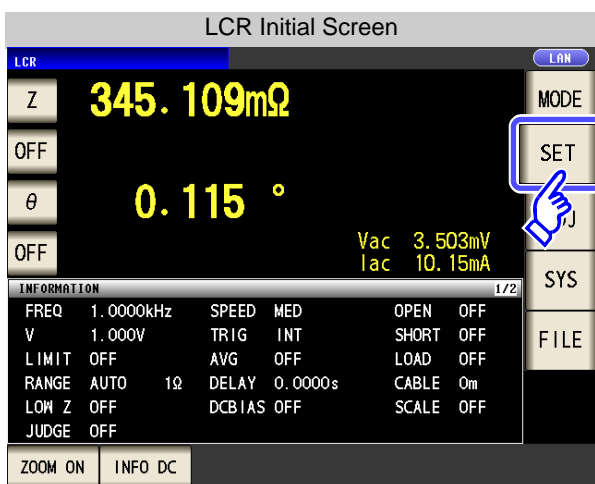 LCR Initial Screen
LCR
LAN
Z 345.109mΩ
MODE
OFF
SET
θ 0.115 °
OFF
Vac 3.503mV
Iac 10.15mA
SYS
INFORMATION 1/2
FREQ 1.0000kHz SPEED MED OPEN OFF
V 1.000V TRIG INT SHORT OFF
FILE
LIMIT OFF AVG OFF LOAD OFF
RANGE AUTO 1Ω DELAY 0.0000s CABLE 0m
LOW Z OFF DCBIAS OFF SCALE OFF
JUDGE OFF
ZOOM ON INFO DC